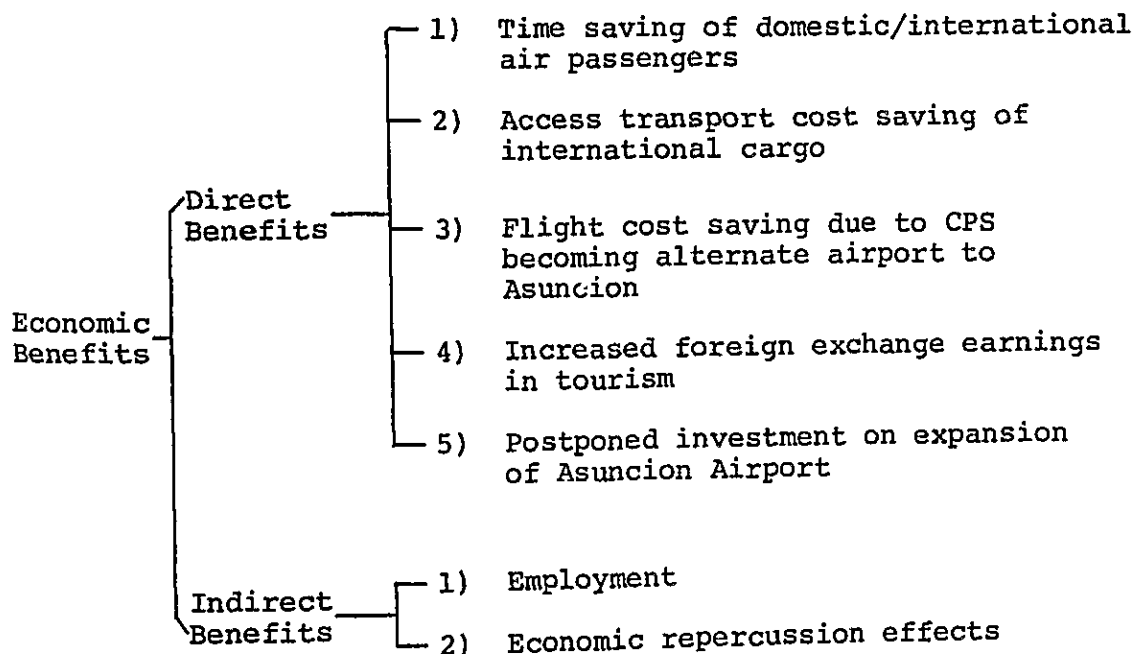 1) Time saving of domestic/international
air passengers
2) Access transport cost saving of
international cargo
Direct
Benefits
3) Flight cost saving due to CPS
becoming alternate airport to
Asuncion
Economic
Benefits
4) Increased foreign exchange earnings
in tourism
5) Postponed investment on expansion
of Asuncion Airport
Indirect
Benefits
1) Employment
2) Economic repercussion effects